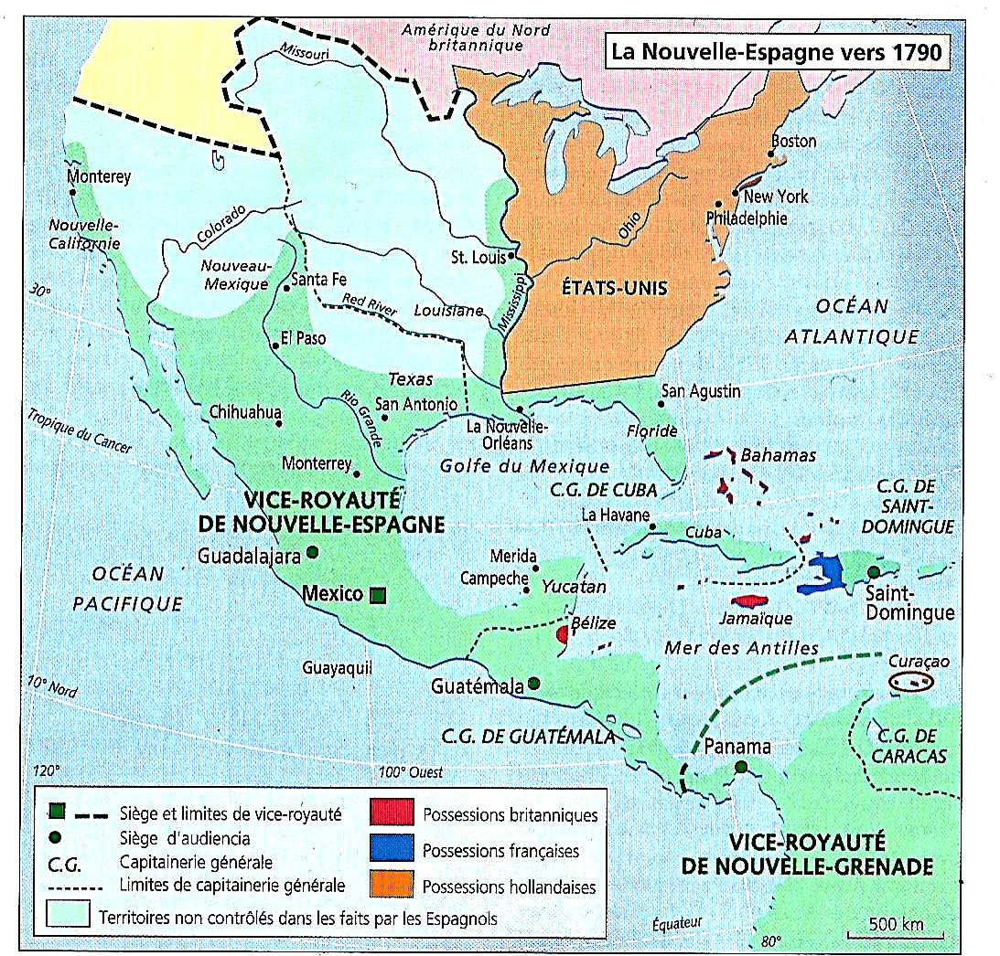 Amérique du Nord
britannique
La Nouvelle-Espagne vers 1790
Missouri
Boston
Monterey
New York
Philadelphie
Nouvelle-
Californie
Colorado
Ohio
St. Louis
Nouveau-
Mexique
Santa Fe
Mississippi
ÉTATS-UNIS
30°
Red River
Louisiane
OCÉAN
ATLANTIQUE
El Paso
Texas
San Agustin
Chihuahua
Rio Grande
San Antonio
La Nouvelle-
Orléans
Floride
Tropique du Cancer
Monterrey
Golfe du Mexique
Bahamas
C.G. DE CUBA
C.G. DE
SAINT-
DOMINGUE
VICE-ROYAUTÉ
DE NOUVELLE-ESPAGNE
La Havane
Cuba
Guadalajara
Merida
Campeche
Yucatan
OCÉAN
PACIFIQUE
Mexico
Saint-
Domingue
Bélize
Jamaïque
Mer des Antilles
Guayaquil
Curaçao
10° Nord
Guatémala
C.G. DE GUATÉMALA
Panama
C.G. DE
CARACAS
120°
100° Ouest
VICE-ROYAUTÉ
DE NOUVELLE-GRENADE
Siège et limites de vice-royauté
Siège d'audiencia
C.G. Capitainerie générale
Limites de capitainerie générale
Territoires non contrôlés dans les faits par les Espagnols
Possessions britanniques
Possessions françaises
Possessions hollandaises
Équateur
80°
500 km